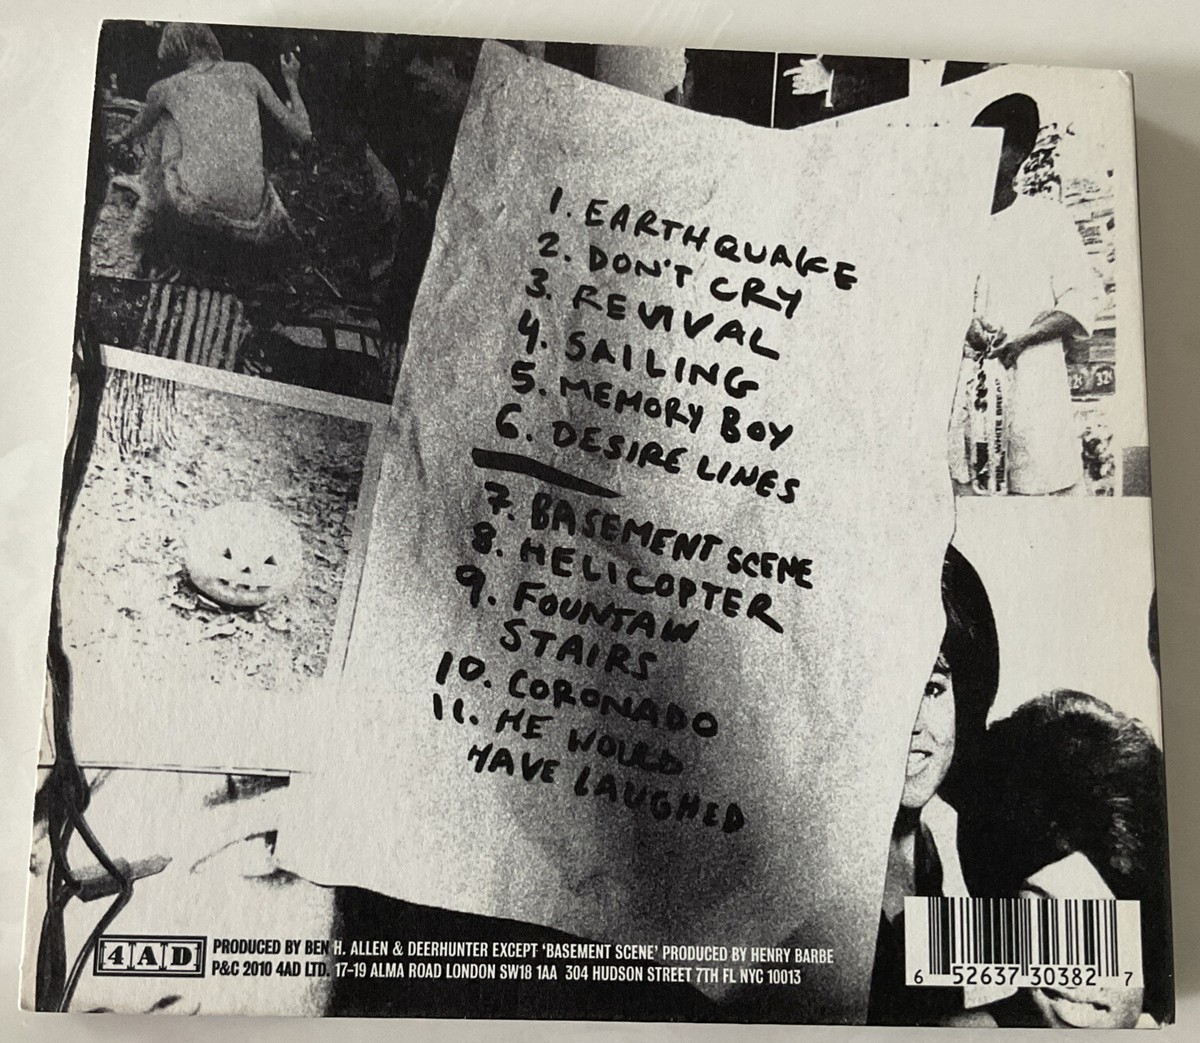 1. EARTHQUAKE
2. DON'T CRY
3. REVIVAL
4. SAILING
5. MEMORY BOY
6. DESIRE LINES
7. BASEMENT SCENE
8. HELICOPTER
9. FOUNTAIN
STAIRS
10. CORONADO
11. HE WOULD
HAVE LAUGHED
WHITE BREAD
4AD
PRODUCED BY BEN H. ALLEN & DEERHUNTER EXCEPT 'BASEMENT SCENE' PRODUCED BY HENRY BARBE
P&C 2010 4AD LTD. 17–19 ALMA ROAD LONDON SW18 1AA 304 HUDSON STREET 7TH FL NYC 10013
6 52637 30382 7